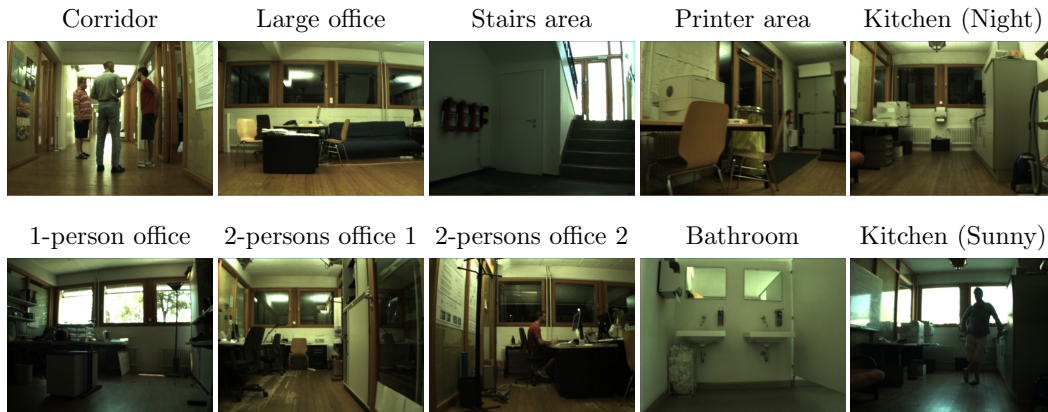 Corridor
Large office
Stairs area
Printer area
Kitchen (Night)
1-person office
2-persons office 1
2-persons office 2
Bathroom
Kitchen (Sunny)